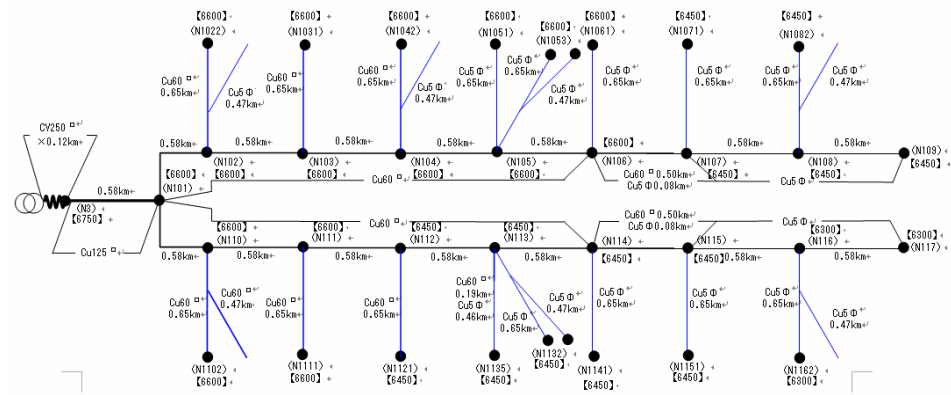 【6600】 【6600】 【6600】 【6600】 【6600】 【6600】 【6450】 【6450】
〈N1022〉 〈N1031〉 〈N1042〉 〈N1051〉 〈N1053〉 〈N1061〉 〈N1071〉 〈N1082〉
Cu60 □ Cu60 □ Cu60 □ Cu5Φ Cu5Φ Cu5Φ Cu5Φ Cu5Φ
0.65km 0.65km 0.65km 0.65km 0.65km 0.65km 0.65km 0.65km
Cu5Φ Cu5Φ Cu5Φ Cu5Φ
0.47km 0.47km 0.47km 0.47km
CV250 □
×0.12km
0.58km 0.58km 0.58km 0.58km 0.58km 0.58km 0.58km 0.58km
〈N102〉 〈N103〉 〈N104〉 〈N105〉 〈N106〉 〈N107〉 〈N108〉 〈N109〉
【6600】 【6600】 【6600】 【6600】 【6600】 【6450】 【6450】 【6450】
【6600】
〈N101〉
Cu60 □
Cu60 □ 0.50km
Cu5Φ0.08km
Cu5Φ
0.58km
〈N3〉
【6750】
Cu125 □
Cu60 □
Cu60 □ 0.50km
Cu5Φ0.08km
Cu5Φ
【6600】 【6600】 【6450】 【6450】 【6300】 【6300】
〈N110〉 〈N111〉 〈N112〉 〈N113〉 〈N114〉 〈N115〉 〈N116〉 〈N117〉
0.58km 0.58km 0.58km 0.58km 0.58km 【6450】 【6450】 0.58km 0.58km
Cu60 □ Cu60 □ Cu60 □ Cu60 □ Cu60 □ Cu5Φ Cu5Φ Cu5Φ Cu5Φ Cu5Φ
0.65km 0.47km 0.65km 0.65km 0.19km 0.47km 0.65km 0.65km 0.65km 0.47km
Cu5Φ Cu5Φ
0.46km 0.65km
〈N1102〉 〈N1111〉 〈N1121〉 〈N1135〉 〈N1132〉 〈N1141〉 〈N1151〉 〈N1162〉
【6600】 【6600】 【6450】 【6450】 【6450】 【6450】 【6450】 【6300】